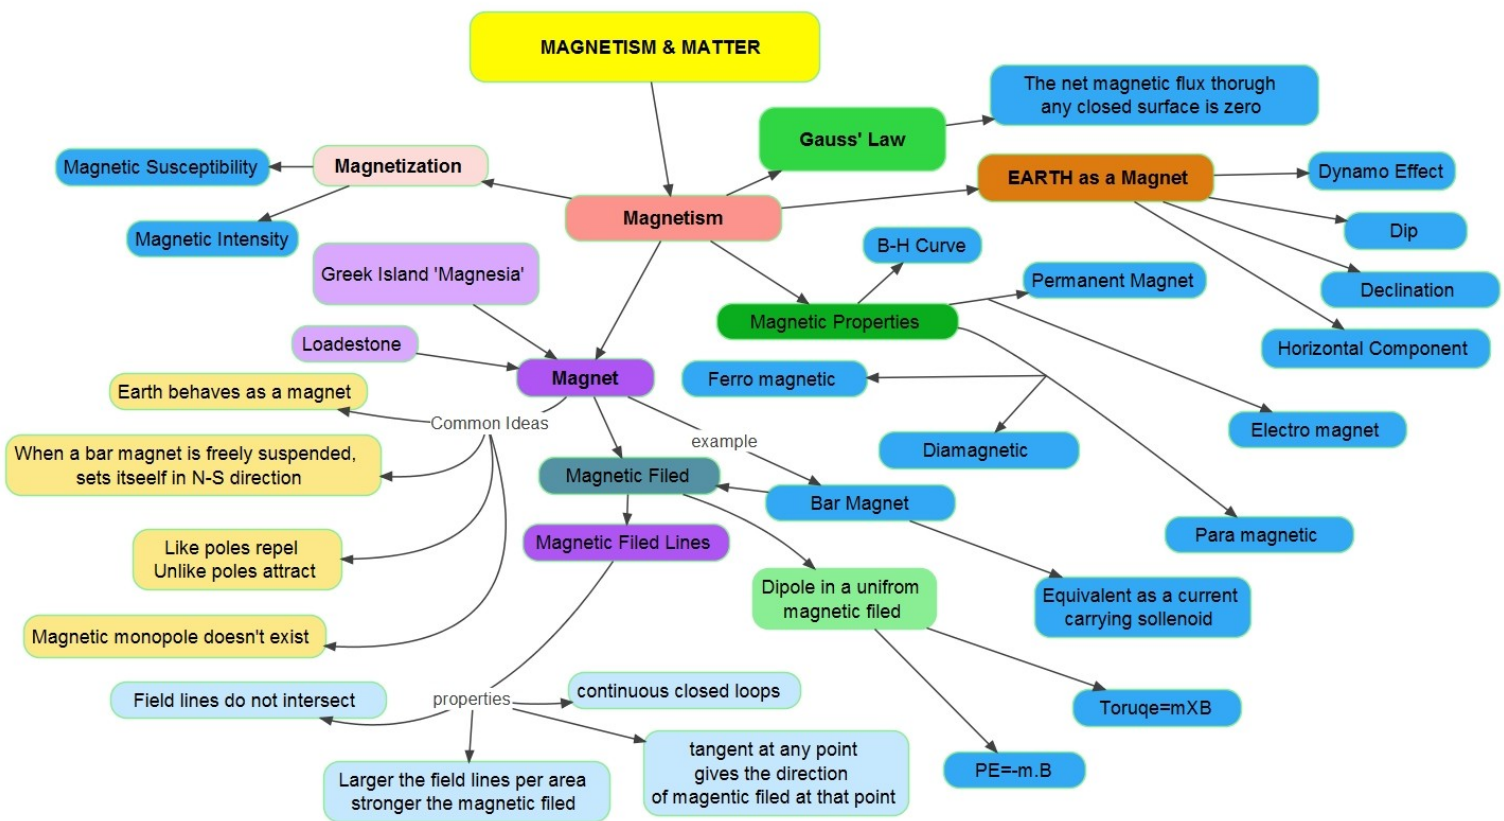 MAGNETISM & MATTER
The net magnetic flux thorugh
any closed surface is zero
Gauss' Law
Magnetic Susceptibility
Magnetization
EARTH as a Magnet
Dynamo Effect
Magnetism
Magnetic Intensity
B-H Curve
Dip
Greek Island 'Magnesia'
Permanent Magnet
Declination
Magnetic Properties
Loadestone
Horizontal Component
Magnet
Ferro magnetic
Earth behaves as a magnet
Common Ideas
example
Electro magnet
Diamagnetic
When a bar magnet is freely suspended,
sets itseelf in N-S direction
Magnetic Filed
Bar Magnet
Para magnetic
Magnetic Filed Lines
Like poles repel
Unlike poles attract
Dipole in a unifrom
magnetic filed
Equivalent as a current
carrying sollenoid
Magnetic monopole doesn't exist
Field lines do not intersect
properties
continuous closed loops
Toruqe=mXB
Larger the field lines per area
stronger the magnetic filed
tangent at any point
gives the direction
of magentic filed at that point
PE=-m.B